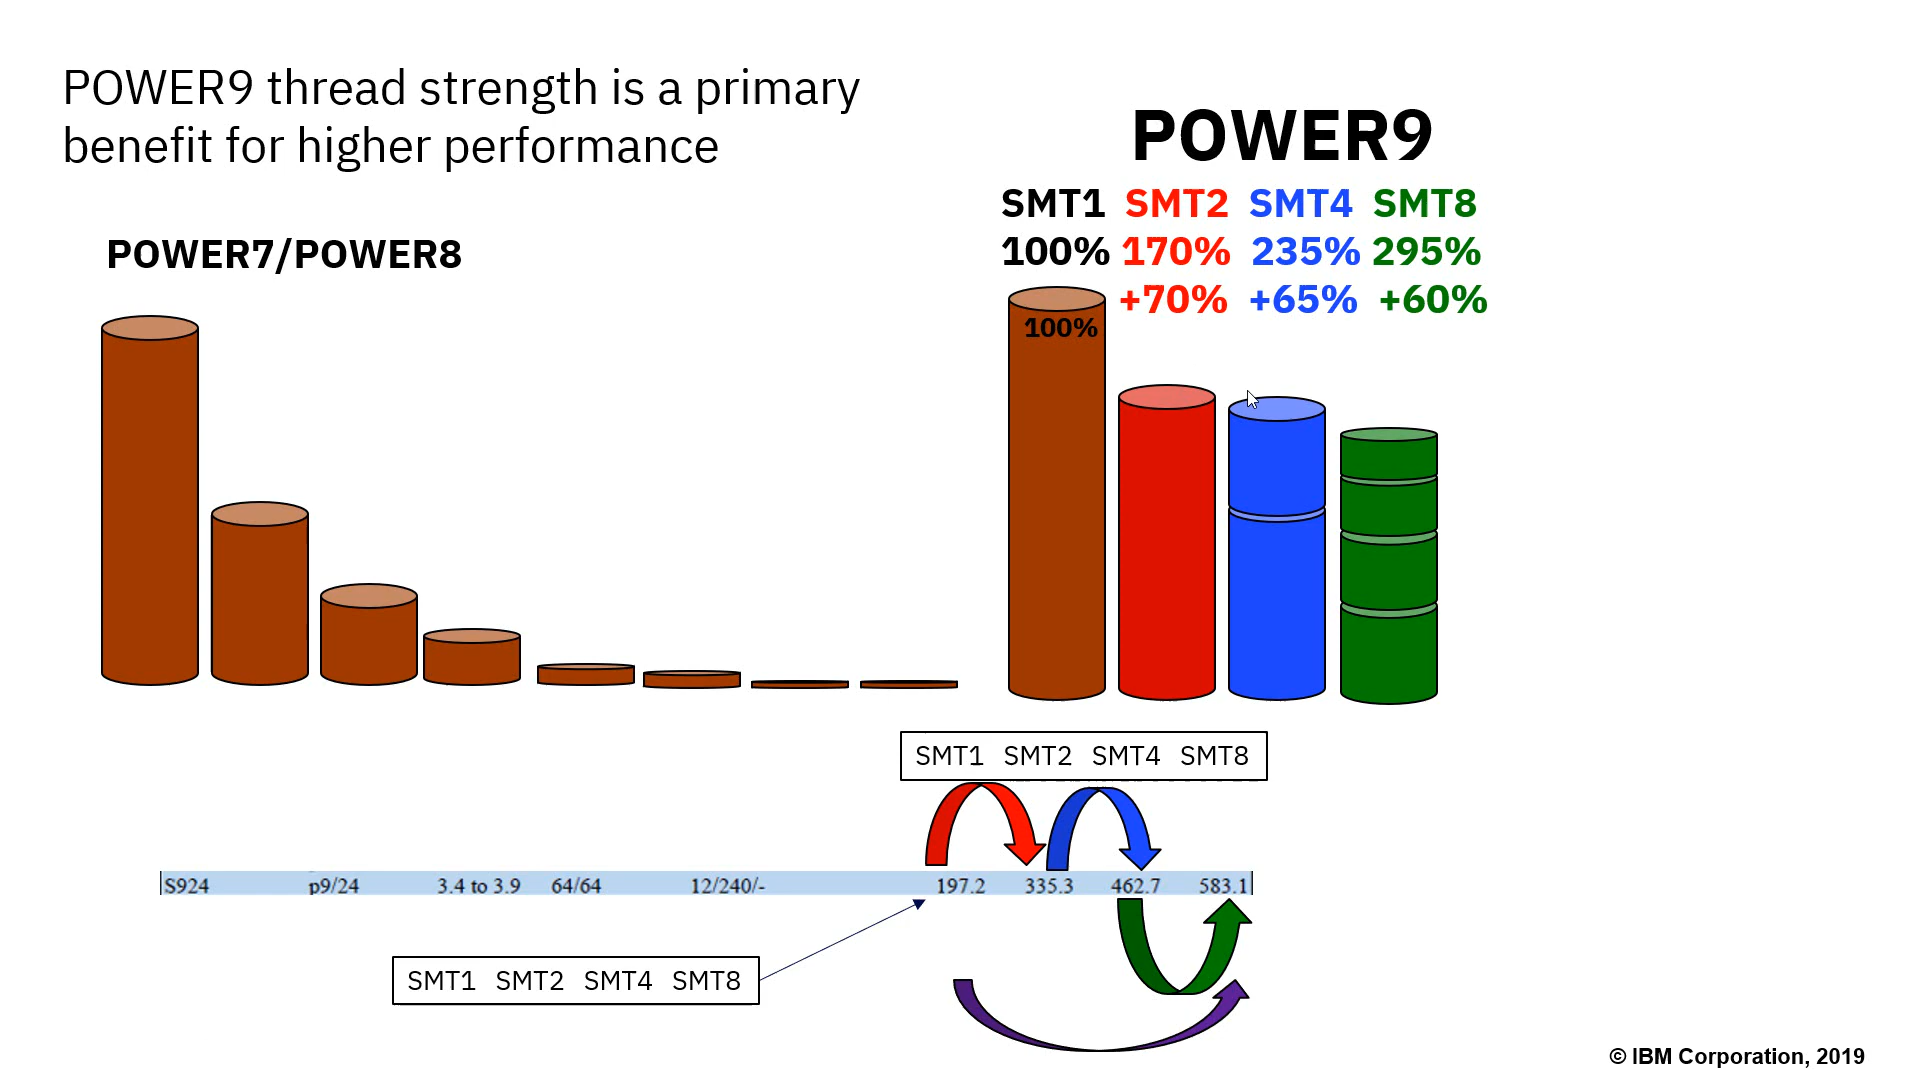 POWER9 thread strength is a primary
benefit for higher performance
POWER7/POWER8
POWER9
SMT1 SMT2 SMT4 SMT8
100% 170% 235% 295%
+70% +65% +60%
100%
SMT1 SMT2 SMT4 SMT8
S924 p9/24 3.4 to 3.9 64/64 12/240/- 197.2 335.3 462.7 583.1
SMT1 SMT2 SMT4 SMT8
© IBM Corporation, 2019